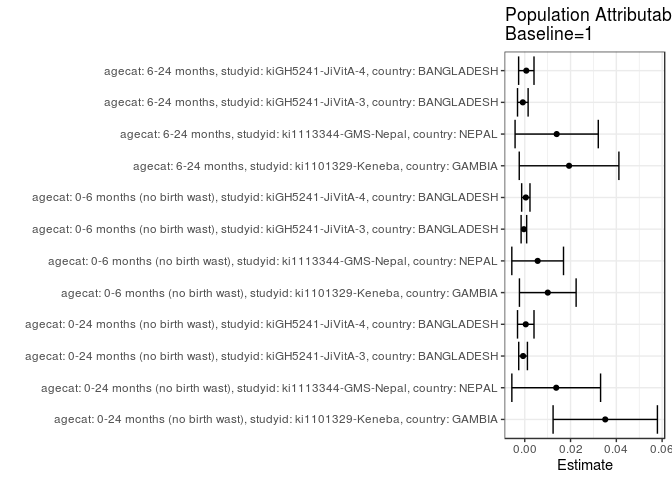 Population Attributab
Baseline=1
agecat: 6-24 months, studyid: kiGH5241-JiVitA-4, country: BANGLADESH
agecat: 6-24 months, studyid: kiGH5241-JiVitA-3, country: BANGLADESH
agecat: 6-24 months, studyid: ki1113344-GMS-Nepal, country: NEPAL
agecat: 6-24 months, studyid: ki1101329-Keneba, country: GAMBIA
agecat: 0-6 months (no birth wast), studyid: kiGH5241-JiVitA-4, country: BANGLADESH
agecat: 0-6 months (no birth wast), studyid: kiGH5241-JiVitA-3, country: BANGLADESH
agecat: 0-6 months (no birth wast), studyid: ki1113344-GMS-Nepal, country: NEPAL
agecat: 0-6 months (no birth wast), studyid: ki1101329-Keneba, country: GAMBIA
agecat: 0-24 months (no birth wast), studyid: kiGH5241-JiVitA-4, country: BANGLADESH
agecat: 0-24 months (no birth wast), studyid: kiGH5241-JiVitA-3, country: BANGLADESH
agecat: 0-24 months (no birth wast), studyid: ki1113344-GMS-Nepal, country: NEPAL
agecat: 0-24 months (no birth wast), studyid: ki1101329-Keneba, country: GAMBIA
0.00 0.02 0.04 0.06
Estimate